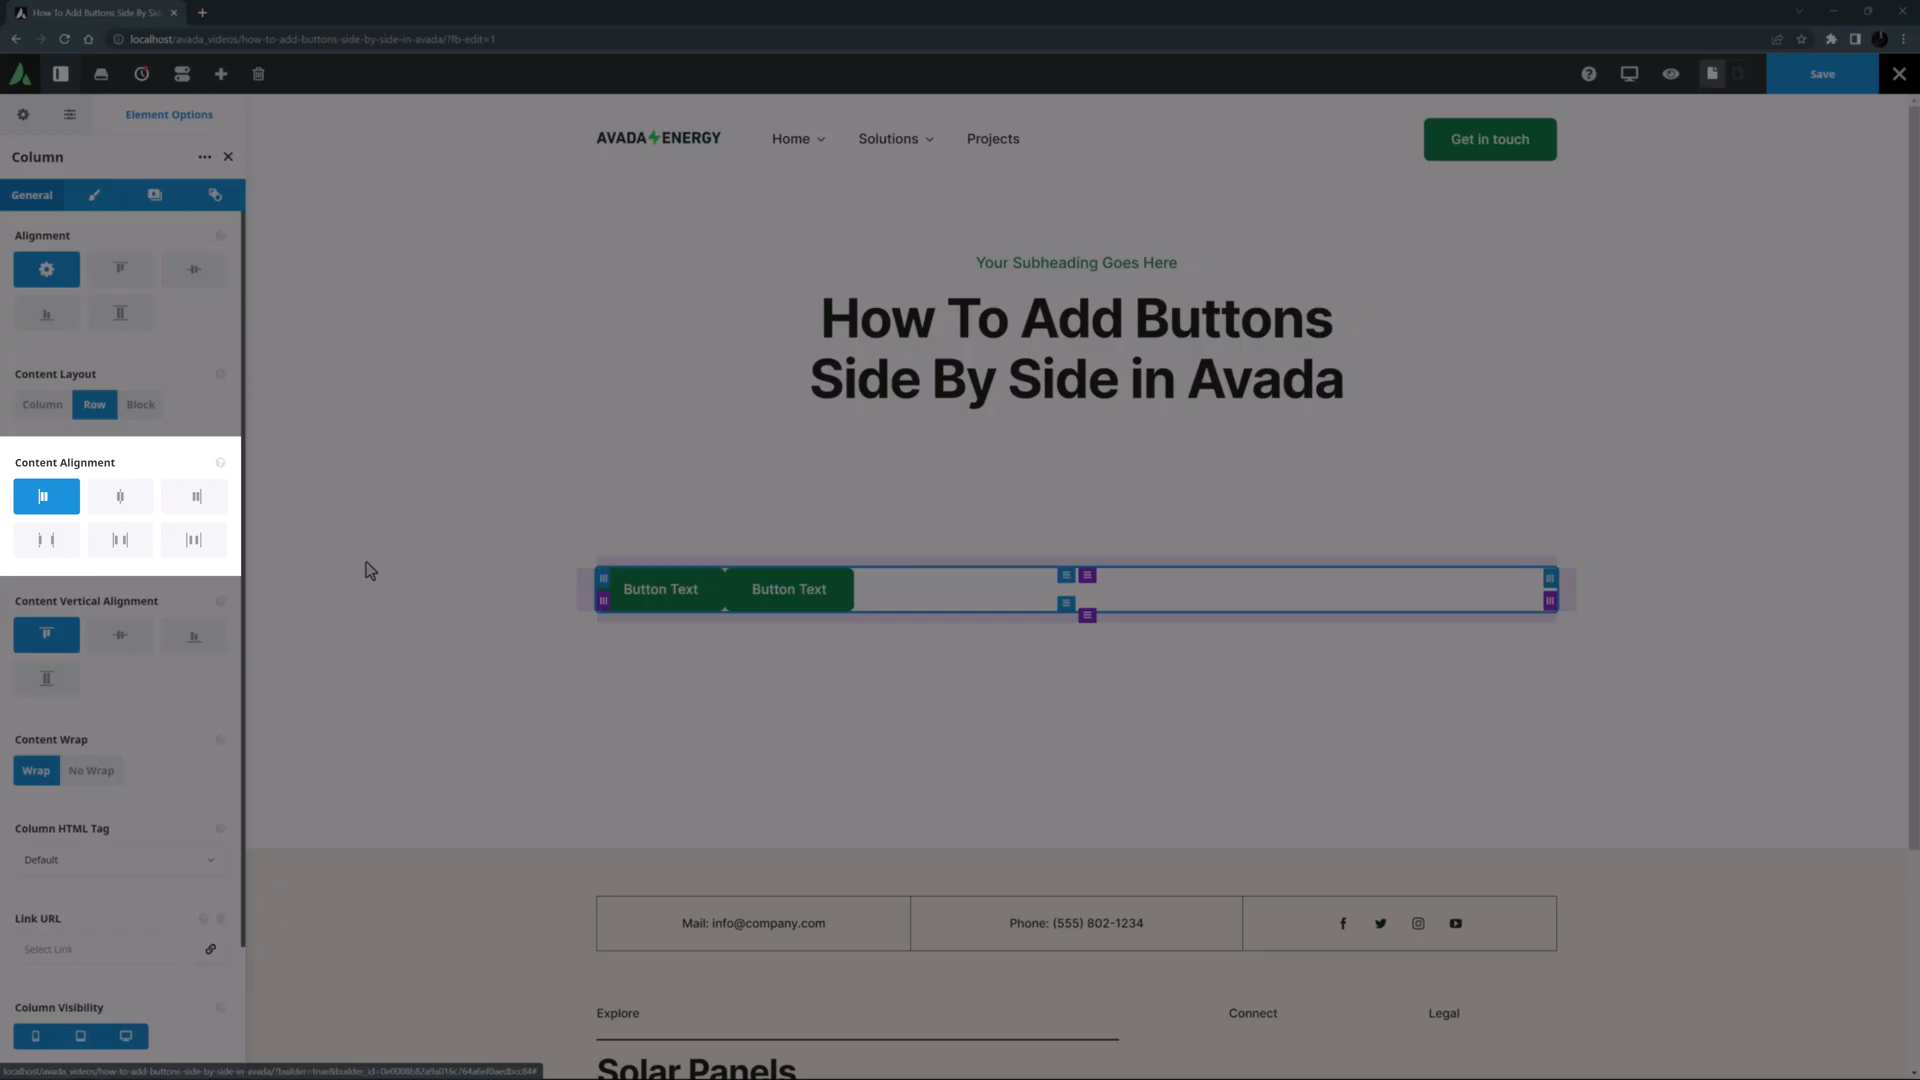 How To Add Buttons Side By Sid
localhost/avada_videos/how-to-add-buttons-side-by-side-in-avada/?fb-edit=1
Save
Element Options
Column
General
Alignment
Content Layout
Column Row Block
Content Alignment
Content Vertical Alignment
Content Wrap
Wrap No Wrap
Column HTML Tag
Default
Link URL
Select Link
Column Visibility
AVADA ENERGY
Home Solutions Projects
Get in touch
Your Subheading Goes Here
How To Add Buttons
Side By Side in Avada
Button Text Button Text
Mail: info@company.com
Phone: (555) 802-1234
Explore Connect Legal
Solar Panels